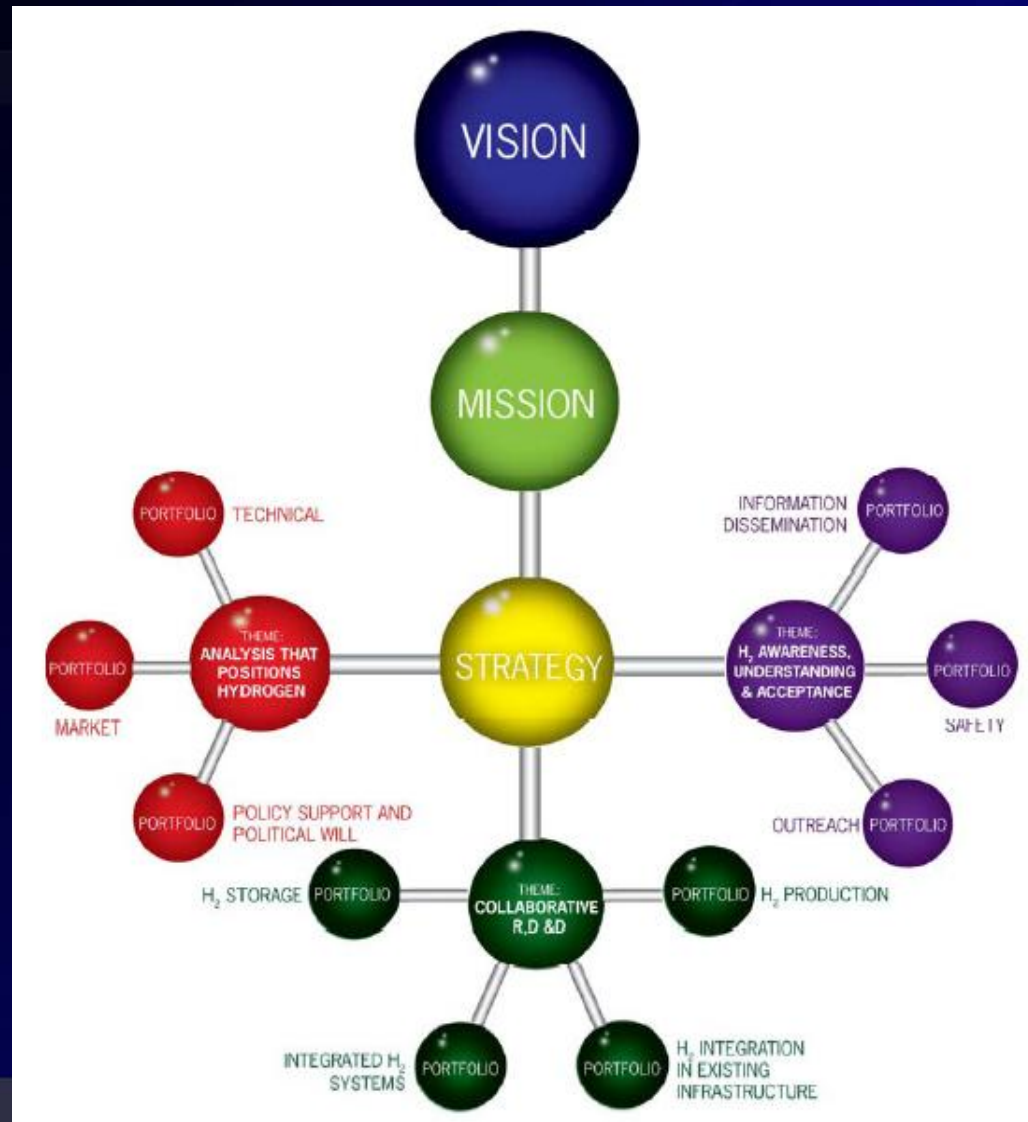 VISION
MISSION
PORTFOLIO
TECHNICAL
INFORMATION
DISSEMINATION
PORTFOLIO
PORTFOLIO
MARKET
THEME:
ANALYSIS THAT
POSITIONS
HYDROGEN
STRATEGY
THEME:
H₂ AWARENESS,
UNDERSTANDING
& ACCEPTANCE
PORTFOLIO
SAFETY
PORTFOLIO
POLICY SUPPORT AND
POLITICAL WILL
OUTREACH
PORTFOLIO
H₂ STORAGE
PORTFOLIO
THEME:
COLLABORATIVE
R,D &D
PORTFOLIO
H₂ PRODUCTION
INTEGRATED H₂
SYSTEMS
PORTFOLIO
PORTFOLIO
H₂ INTEGRATION
IN EXISTING
INFRASTRUCTURE